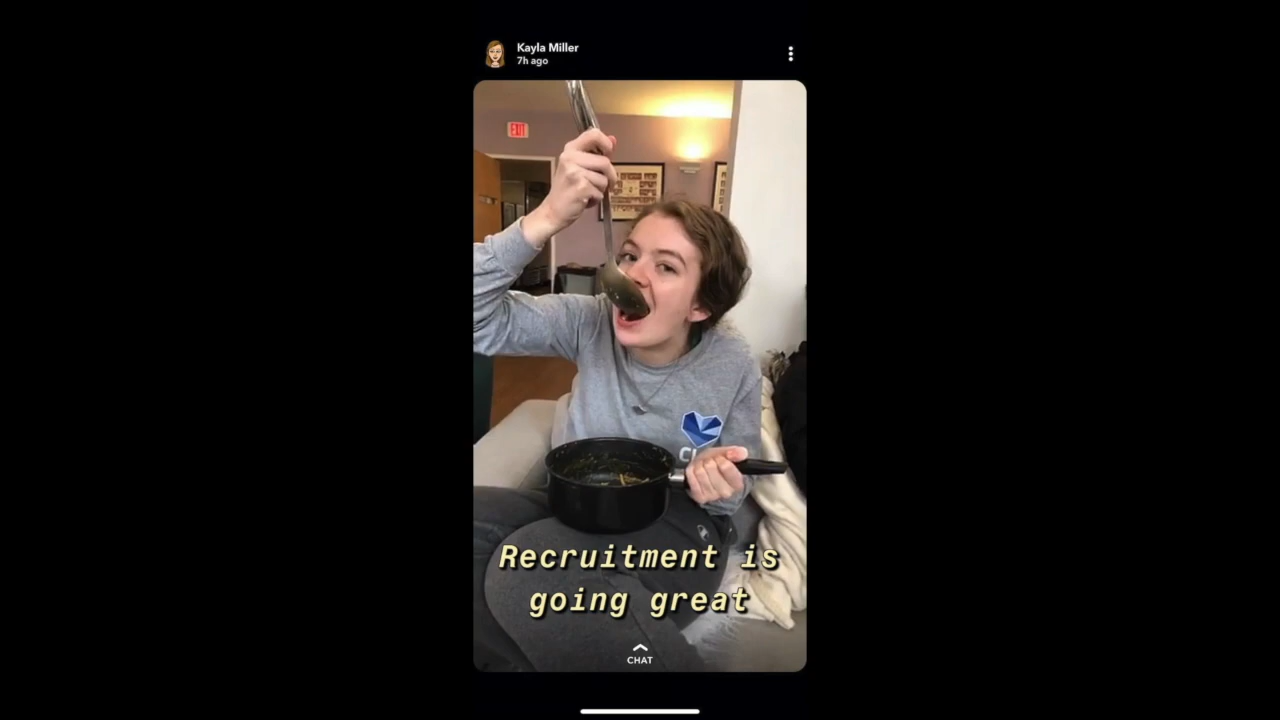 Kayla Miller
7h ago
EXIT
Recruitment is
going great
CHAT